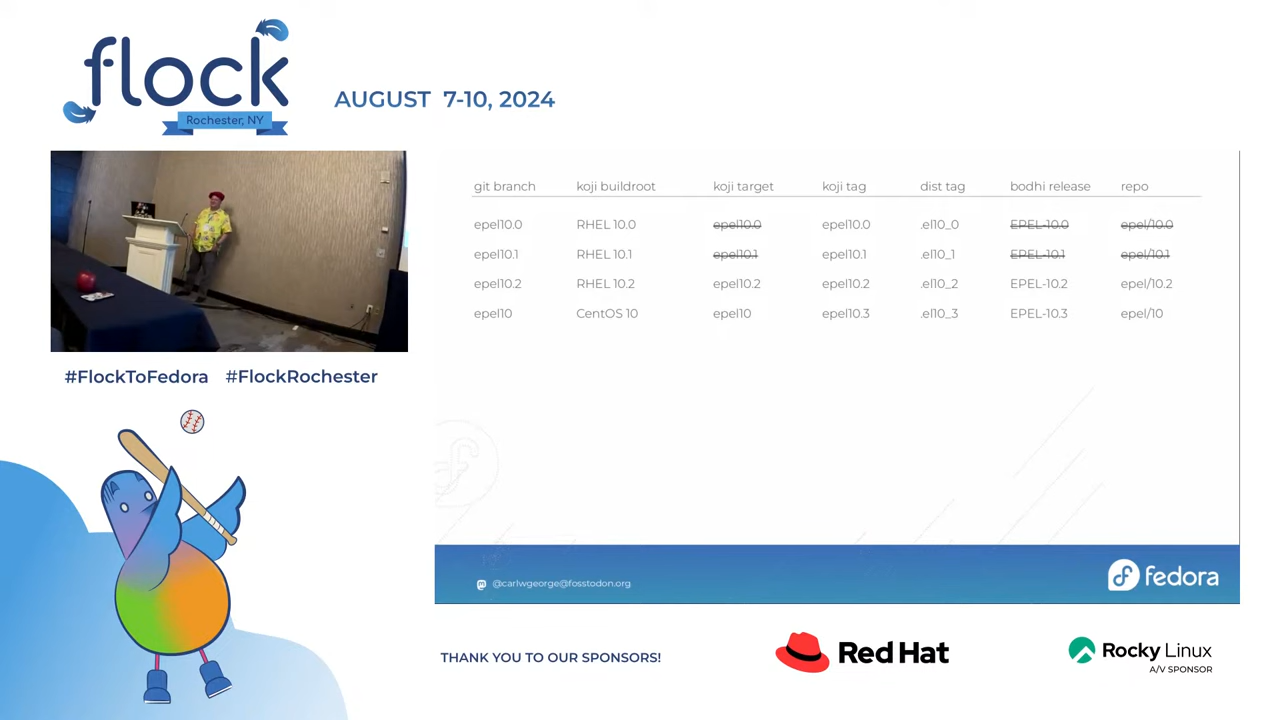 flock
Rochester, NY
AUGUST 7-10, 2024
#FlockToFedora #FlockRochester
git branch koji buildroot koji target koji tag dist tag bodhi release repo
epel10.0 RHEL 10.0 epel10.0 epel10.0 .el10_0 EPEL-10.0 epel/10.0
epel10.1 RHEL 10.1 epel10.1 epel10.1 .el10_1 EPEL-10.1 epel/10.1
epel10.2 RHEL 10.2 epel10.2 epel10.2 .el10_2 EPEL-10.2 epel/10.2
epel10 CentOS 10 epel10 epel10.3 .el10_3 EPEL-10.3 epel/10
@carlwgeorge@fosstodon.org
fedora
THANK YOU TO OUR SPONSORS!
Red Hat
Rocky Linux
A/V SPONSOR